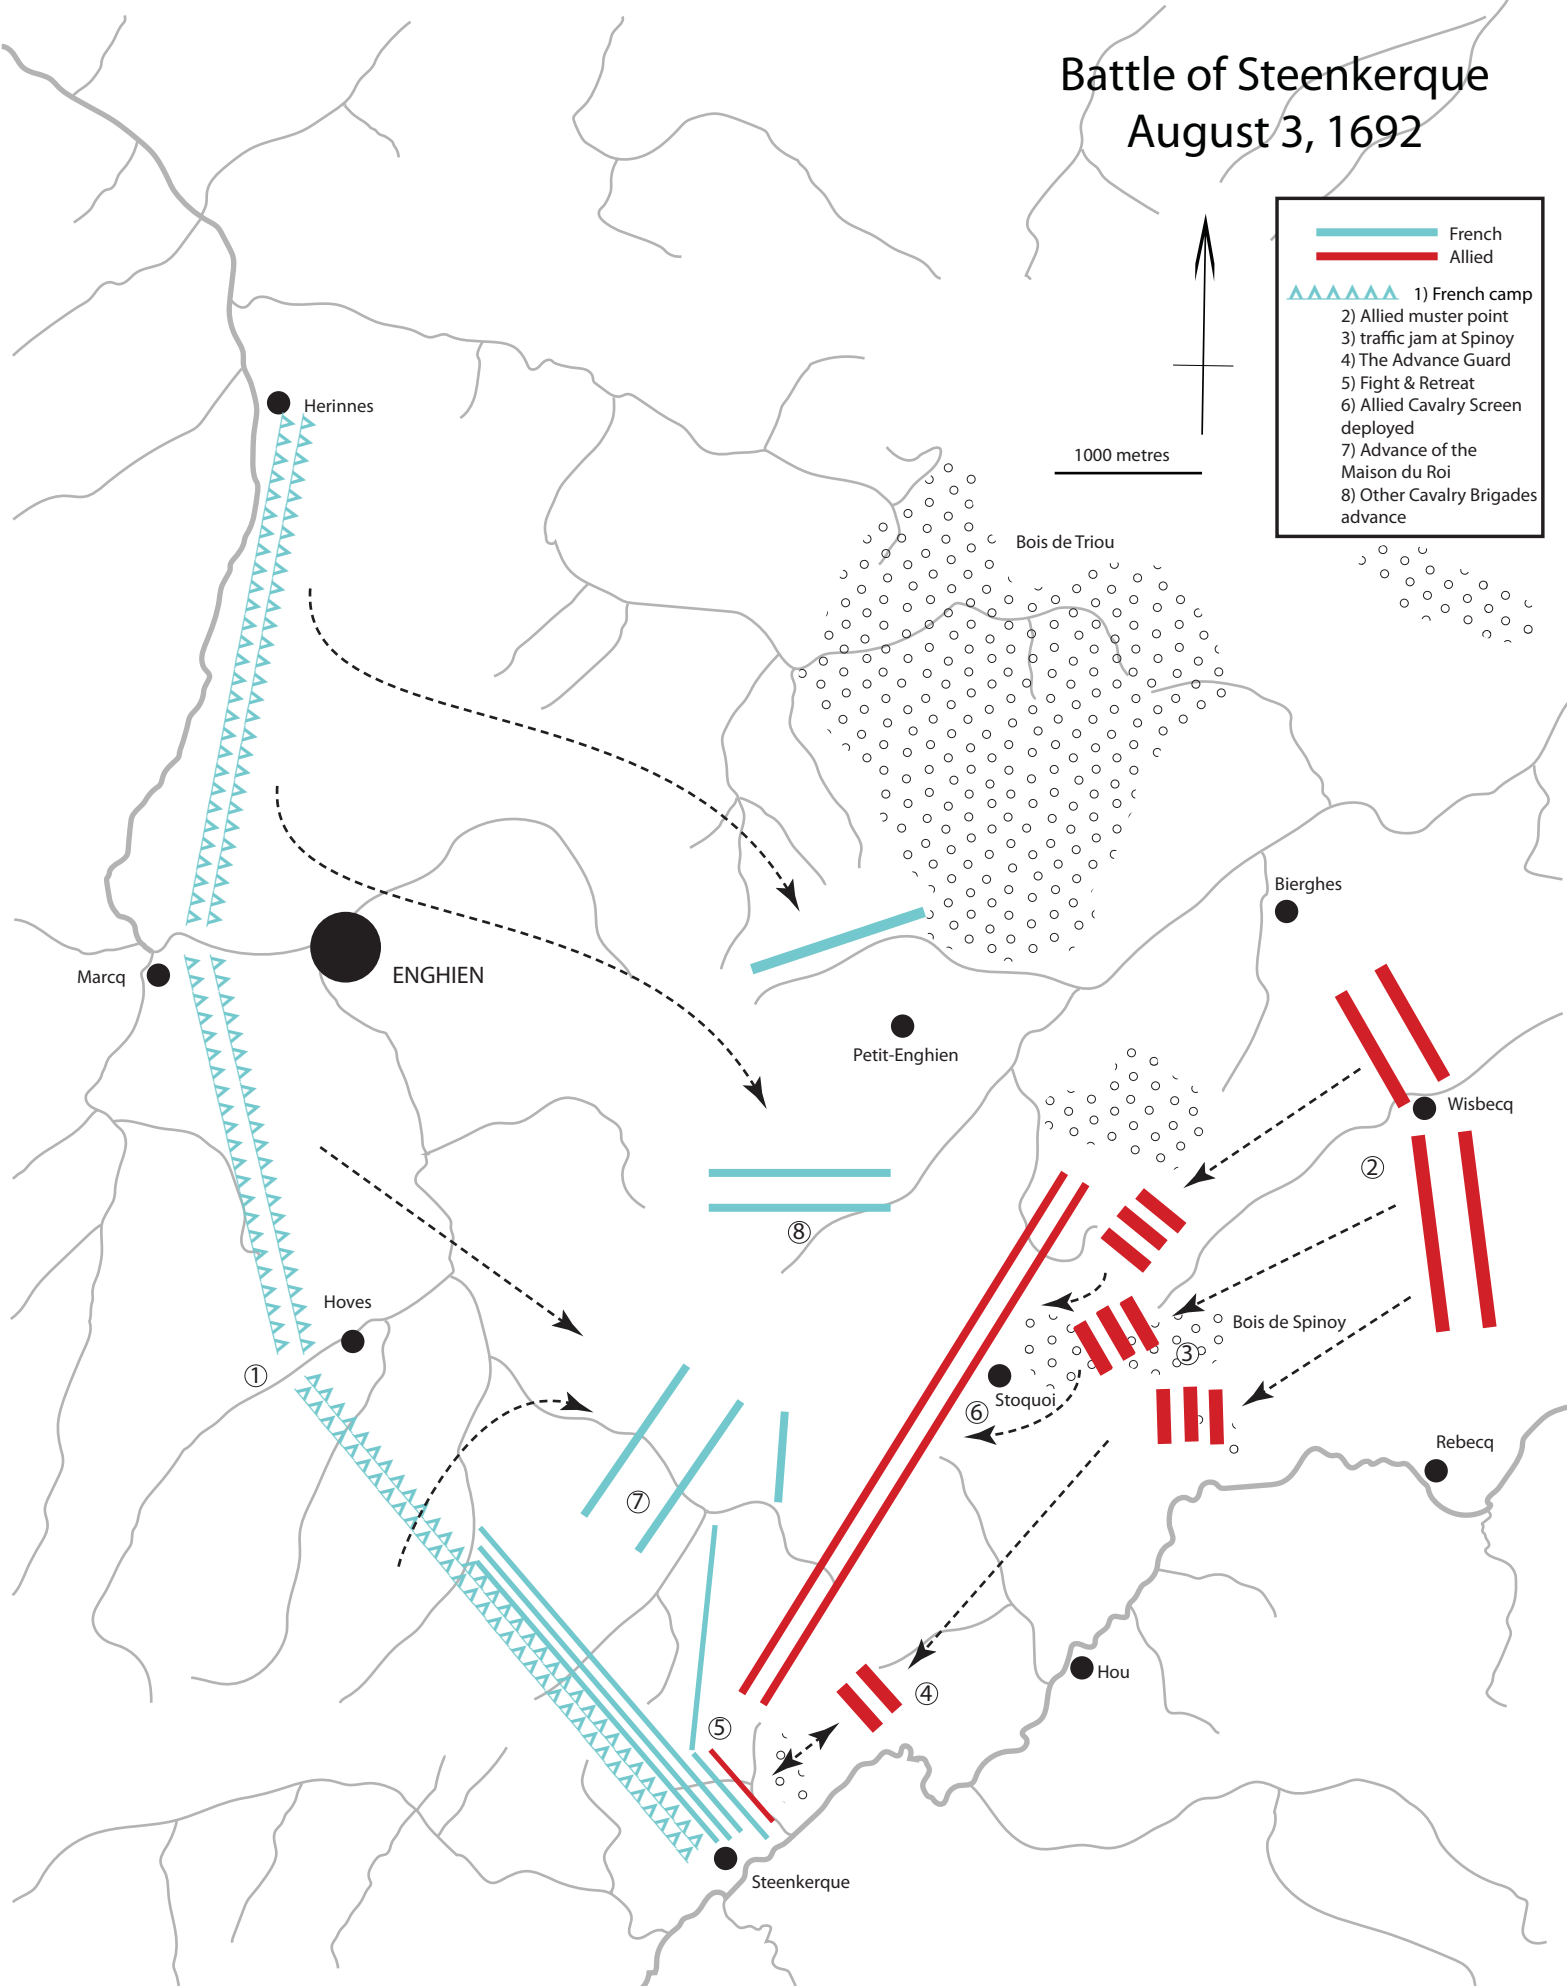 Battle of Steenkerque
August 3, 1692
French
Allied
1) French camp
2) Allied muster point
3) traffic jam at Spinoy
4) The Advance Guard
5) Fight & Retreat
6) Allied Cavalry Screen
deployed
7) Advance of the
Maison du Roi
8) Other Cavalry Brigades
advance
Herinnes
1000 metres
Bois de Triou
Bierghes
Marcq
ENGHIEN
Petit-Enghien
Wisbecq
2
8
Hoves
Bois de Spinoy
3
1
Stoquoi
6
Rebecq
7
Hou
4
5
Steenkerque